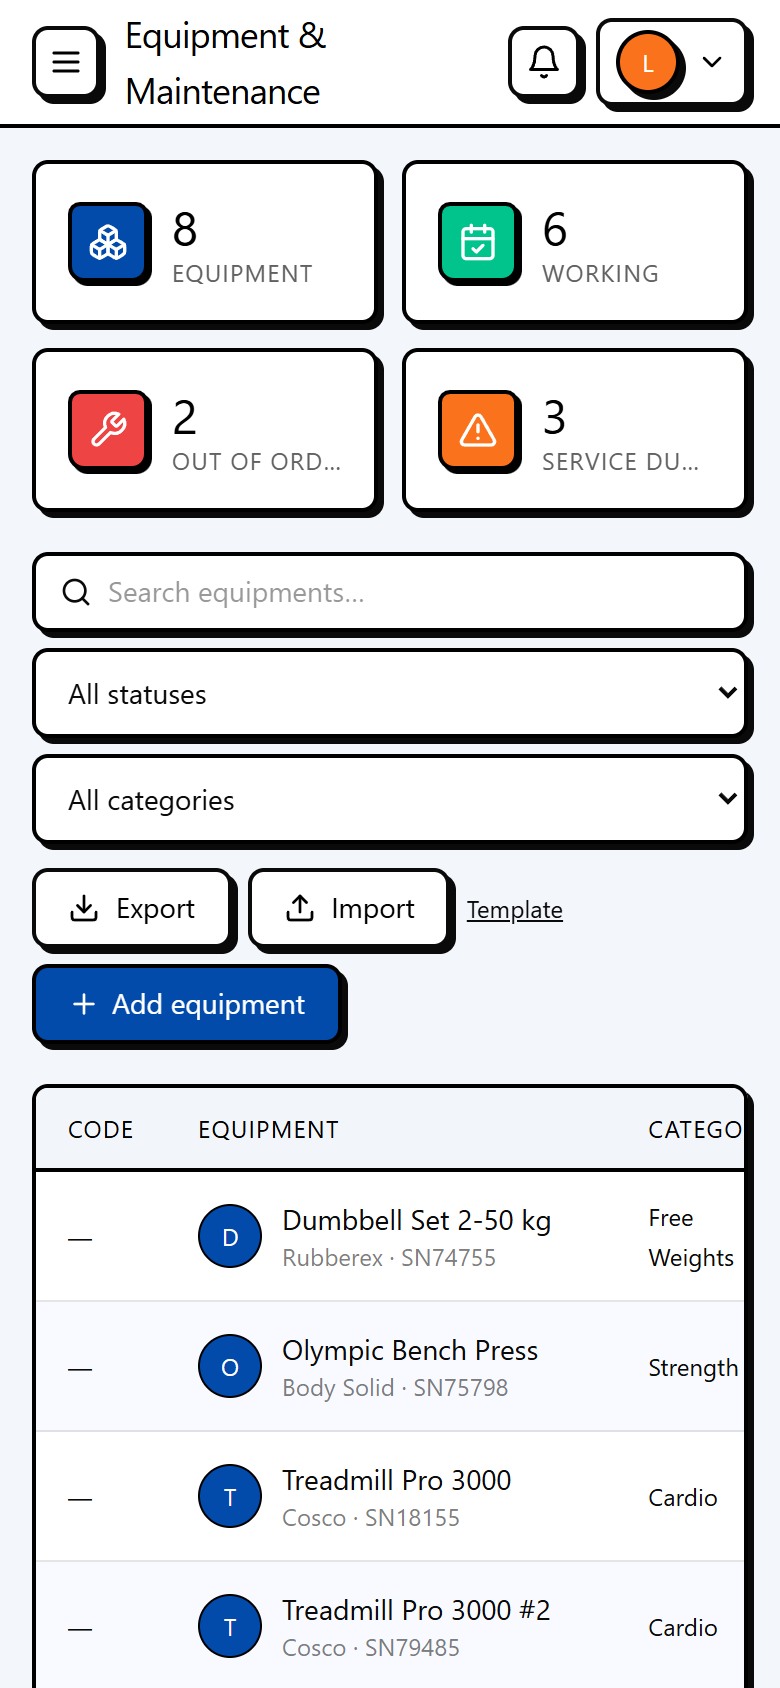 Equipment &
Maintenance
L
8
EQUIPMENT
6
WORKING
2
OUT OF ORD...
3
SERVICE DU...
Search equipments...
All statuses
All categories
Export
Import
Template
Add equipment
CODE EQUIPMENT CATEGO
— D Dumbbell Set 2-50 kg Free
Rubberex · SN74755 Weights
— O Olympic Bench Press Strength
Body Solid · SN75798
— T Treadmill Pro 3000 Cardio
Cosco · SN18155
— T Treadmill Pro 3000 #2 Cardio
Cosco · SN79485